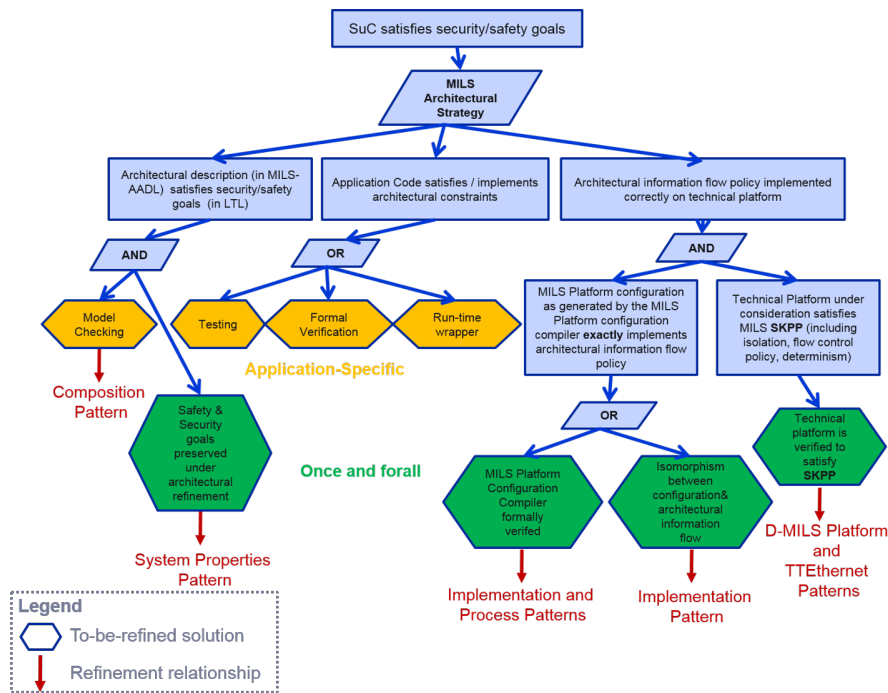 SuC satisfies security/safety goals
MILS
Architectural
Strategy
Architectural description (in MILS-
AADL) satisfies security/safety
goals (in LTL)
Application Code satisfies / implements
architectural constraints
Architectural information flow policy implemented
correctly on technical platform
AND
OR
AND
Model
Checking
Testing
Formal
Verification
Run-time
wrapper
MILS Platform configuration
as generated by the MILS
Platform configuration
compiler exactly implements
architectural information flow
policy
Technical Platform under
consideration satisfies
MILS SKPP (including
isolation, flow control
policy, determinism)
Application-Specific
Composition
Pattern
Safety &
Security
goals
preserved
under
architectural
refinement
OR
Technical
platform is
verified to
satisfy
SKPP
Once and forall
MILS Platform
Configuration
Compiler
formally
verifed
Isomorphism
between
configuration&
architectural
information
flow
System Properties
Pattern
D-MILS Platform
and
TTEthernet
Patterns
Implementation and
Process Patterns
Implementation
Pattern
Legend
To-be-refined solution
Refinement relationship